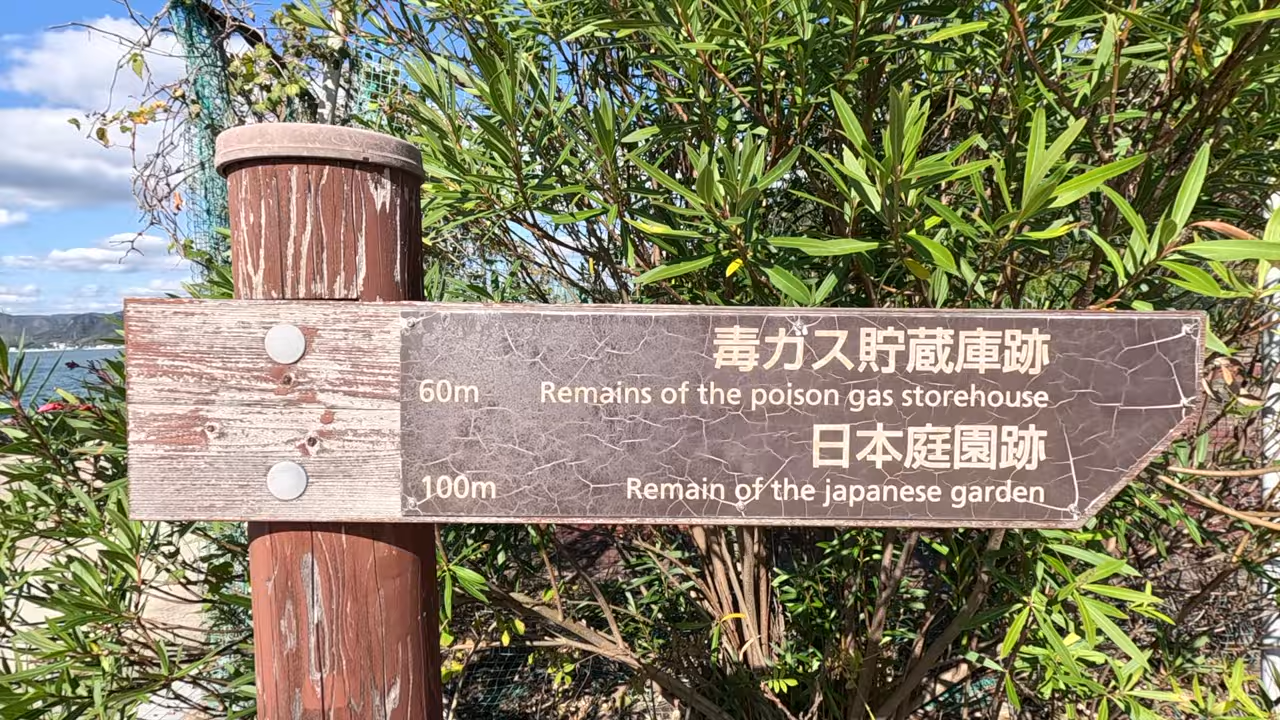 毒ガス貯蔵庫跡
60m Remains of the poison gas storehouse
日本庭園跡
100m Remain of the japanese garden